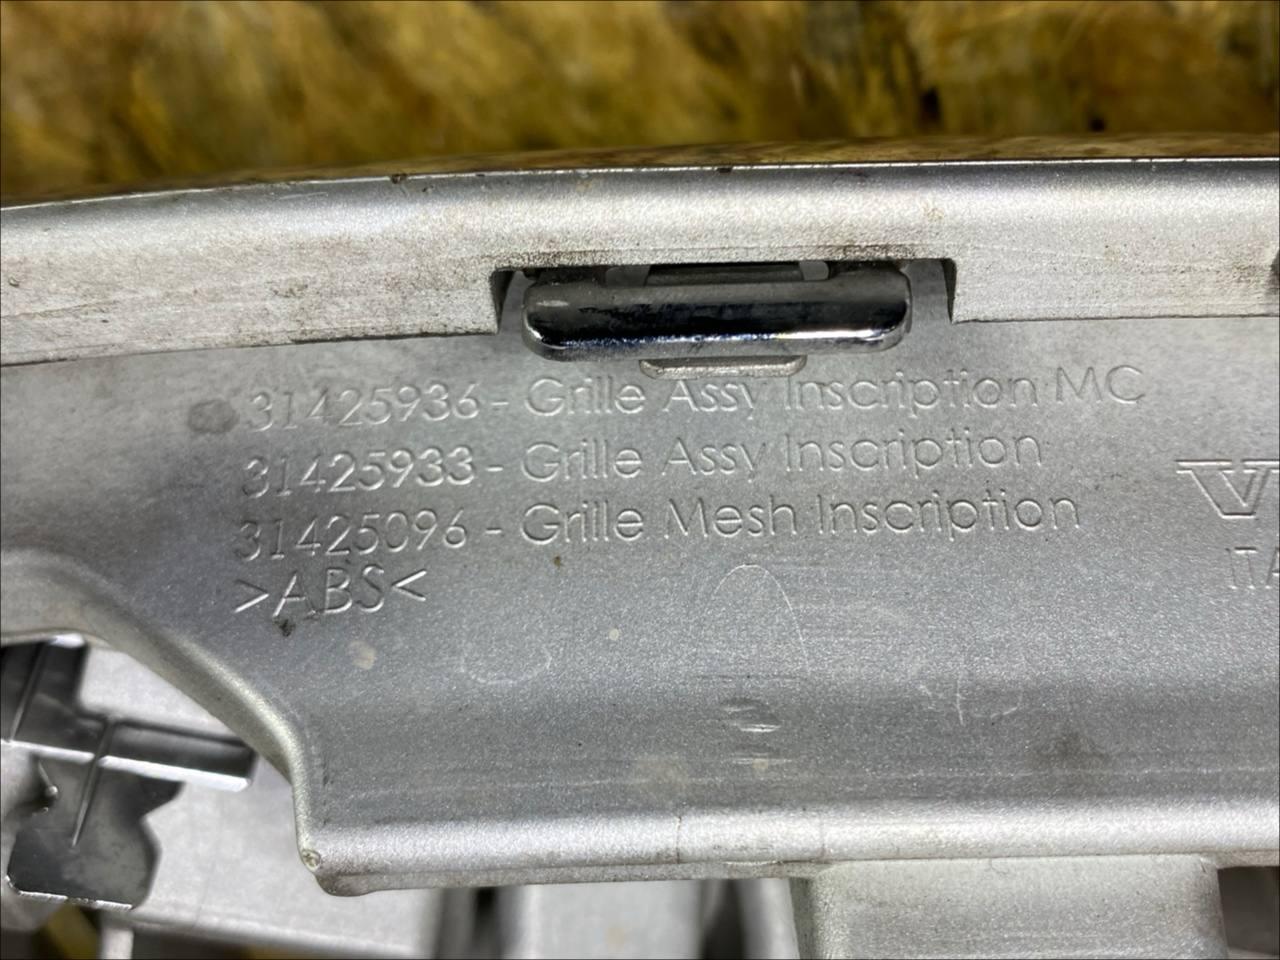 31425936 - Grille Assy Inscription MC
31425933 - Grille Assy Inscription
31425096 - Grille Mesh Inscription
>ABS<